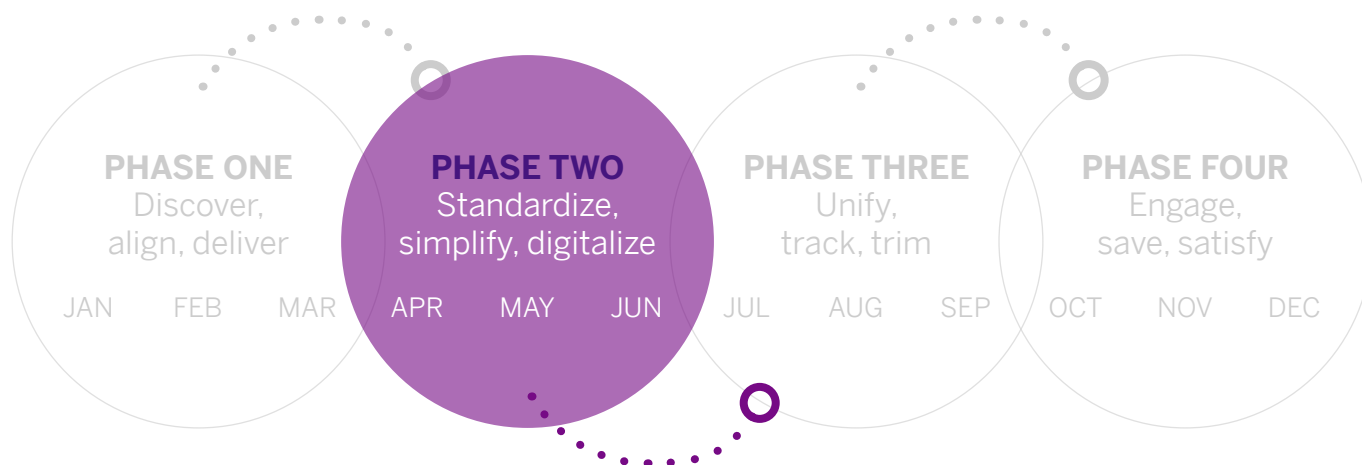 PHASE ONE
Discover,
align, deliver
JAN FEB MAR
PHASE TWO
Standardize,
simplify, digitalize
APR MAY JUN
PHASE THREE
Unify,
track, trim
JUL AUG SEP
PHASE FOUR
Engage,
save, satisfy
OCT NOV DEC